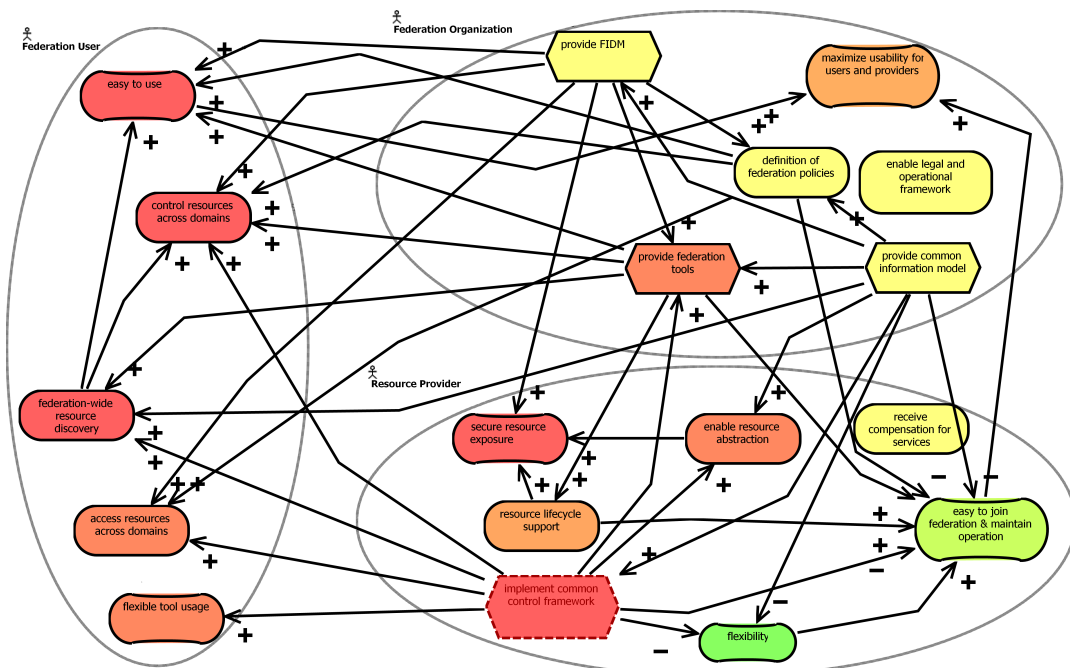 Federation User
Federation Organization
provide FIDM
maximize usability for
users and providers
easy to use
definition of
federation policies
enable legal and
operational
framework
control resources
across domains
provide federation
tools
provide common
information model
Resource Provider
federation-wide
resource
discovery
secure resource
exposure
enable resource
abstraction
receive
compensation for
services
access resources
across domains
resource lifecycle
support
easy to join
federation & maintain
operation
implement common
control framework
flexible tool usage
flexibility